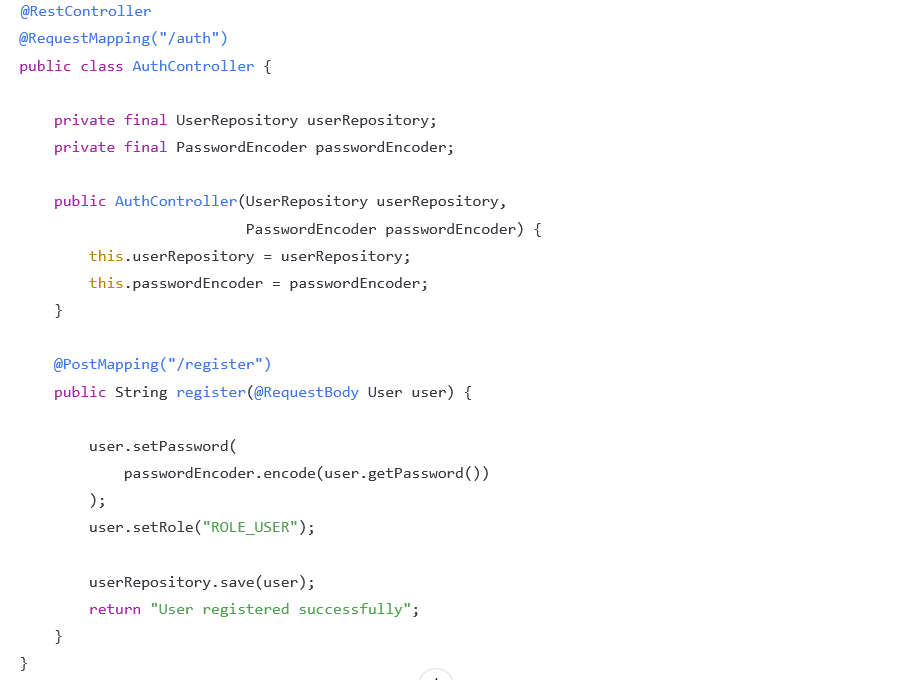 @RestController
@RequestMapping("/auth")
public class AuthController {
private final UserRepository userRepository;
private final PasswordEncoder passwordEncoder;
public AuthController(UserRepository userRepository,
PasswordEncoder passwordEncoder) {
this.userRepository = userRepository;
this.passwordEncoder = passwordEncoder;
}
@PostMapping("/register")
public String register(@RequestBody User user) {
user.setPassword(
passwordEncoder.encode(user.getPassword())
);
user.setRole("ROLE_USER");
userRepository.save(user);
return "User registered successfully";
}
}